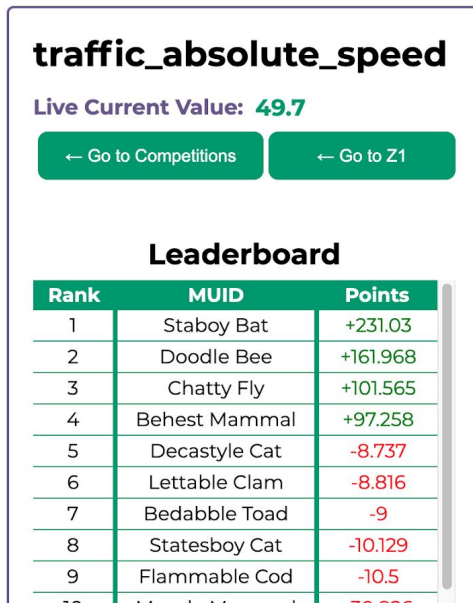 traffic_absolute_speed
Live Current Value: 49.7
← Go to Competitions ← Go to Z1
Leaderboard
Rank MUID Points
1 Staboy Bat +231.03
2 Doodle Bee +161.968
3 Chatty Fly +101.565
4 Behest Mammal +97.258
5 Decastyle Cat -8.737
6 Lettable Clam -8.816
7 Bedabble Toad -9
8 Statesboy Cat -10.129
9 Flammable Cod -10.5